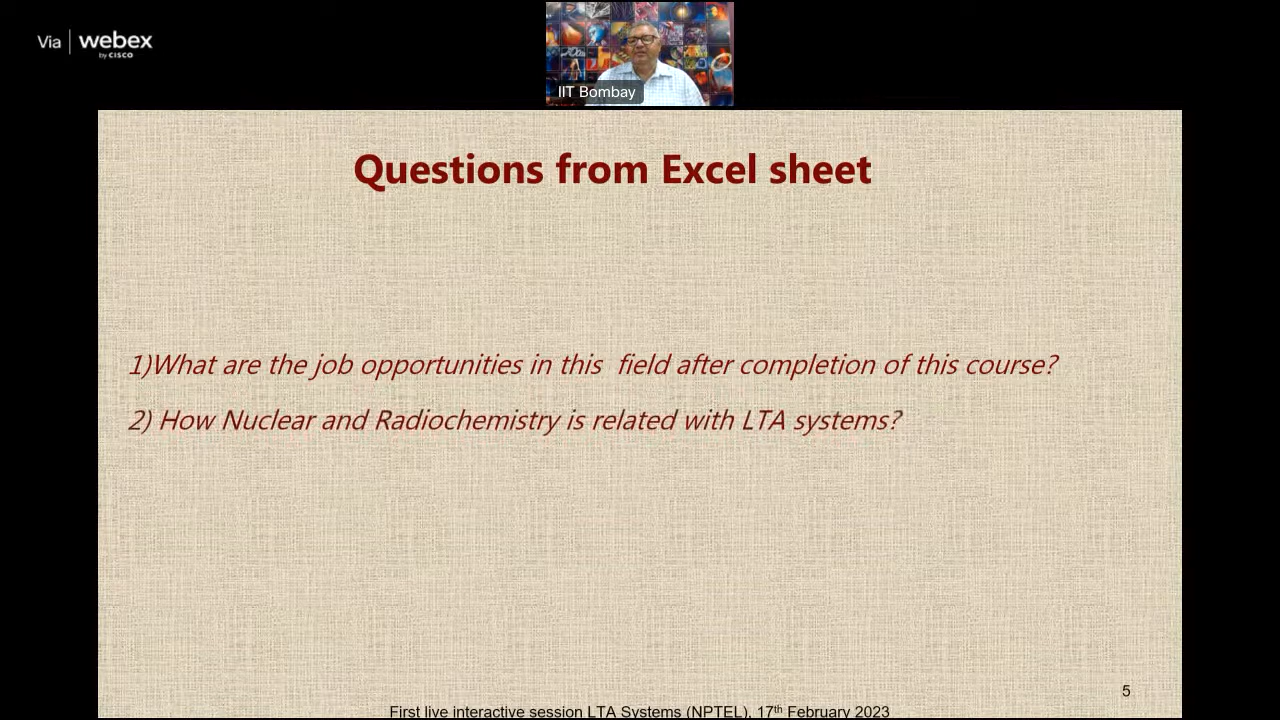 Via | webex
by CISCO
IIT Bombay
Questions from Excel sheet
1)What are the job opportunities in this  field after completion of this course?
2) How Nuclear and Radiochemistry is related with LTA systems?
5
First live interactive session LTA Systems (NPTEL), 17th February 2023